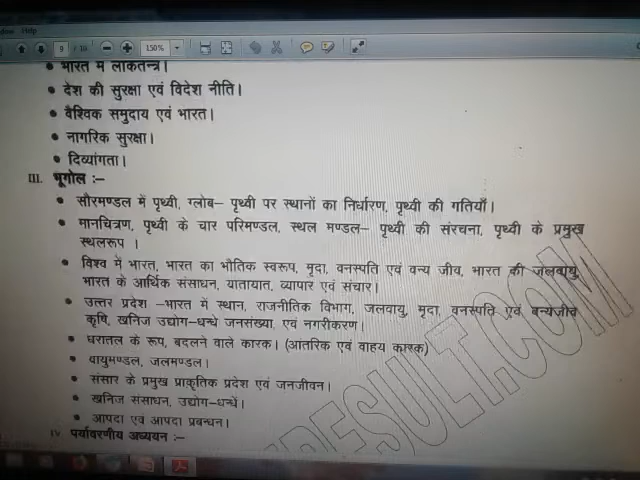 Help
9
150%
• भारत में लोकतन्त्र।
• देश की सुरक्षा एवं विदेश नीति।
• वैश्विक समुदाय एवं भारत।
• नागरिक सुरक्षा।
• दिव्यांगता।
III. भूगोल :–
• सौरमण्डल में पृथ्वी, ग्लोब– पृथ्वी पर स्थानों का निर्धारण, पृथ्वी की गतियाँ।
• मानचित्रण, पृथ्वी के चार परिमण्डल, स्थल मण्डल– पृथ्वी की संरचना, पृथ्वी के प्रमुख
स्थलरूप ।
• विश्व में भारत, भारत का भौतिक स्वरूप, मृदा, वनस्पति एवं वन्य जीव, भारत की जलवायु,
भारत के आर्थिक संसाधन, यातायात, व्यापार एवं संचार।
• उत्तर प्रदेश –भारत में स्थान, राजनीतिक विभाग, जलवायु, मृदा, वनस्पति एवं वन्यजीव
कृषि, खनिज उद्योग–धन्धे जनसंख्या, एवं नगरीकरण।
• धरातल के रूप, बदलने वाले कारक। (आंतरिक एवं वाहय कारक)
• वायुमण्डल, जलमण्डल।
• संसार के प्रमुख प्राकृतिक प्रदेश एवं जनजीवन।
• खनिज संसाधन, उद्योग–धन्धें।
• आपदा एवं आपदा प्रबन्धन।
IV. पर्यावरणीय अध्ययन :–
RESULT.COM